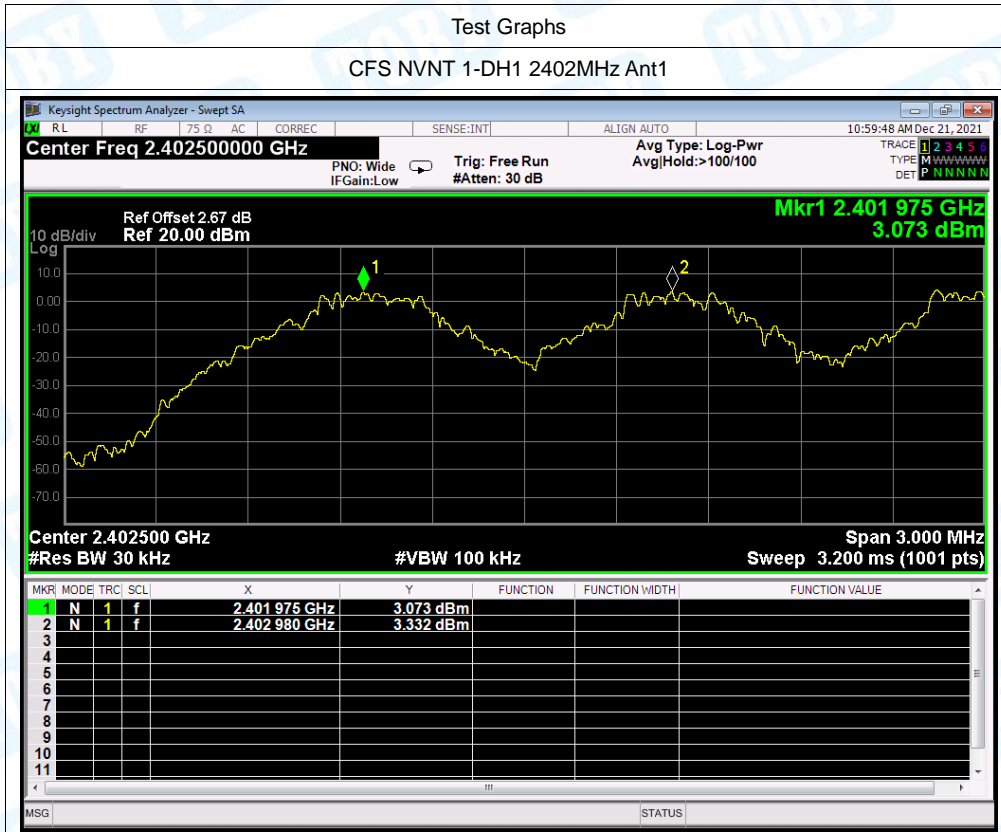 Test Graphs
CFS NVNT 1-DH1 2402MHz Ant1
Keysight Spectrum Analyzer - Swept SA
LXI RL RF 75 Ω AC CORREC SENSE:INT ALIGN AUTO 10:59:48 AM Dec 21, 2021
Center Freq 2.402500000 GHz
PNO: Wide
IFGain:Low
Trig: Free Run
#Atten: 30 dB
Avg Type: Log-Pwr
Avg|Hold:>100/100
TRACE 1 2 3 4 5 6
TYPE M WWWWW
DET P N N N N N
Mkr1 2.401 975 GHz
3.073 dBm
Ref Offset 2.67 dB
10 dB/div Ref 20.00 dBm
Log
10.0
0.00
-10.0
-20.0
-30.0
-40.0
-50.0
-60.0
-70.0
1
2
Center 2.402500 GHz Span 3.000 MHz
#Res BW 30 kHz #VBW 100 kHz Sweep 3.200 ms (1001 pts)
MKR MODE TRC SCL X Y FUNCTION FUNCTION WIDTH FUNCTION VALUE
1 N 1 f 2.401 975 GHz 3.073 dBm
2 N 1 f 2.402 980 GHz 3.332 dBm
3
4
5
6
7
8
9
10
11
MSG STATUS